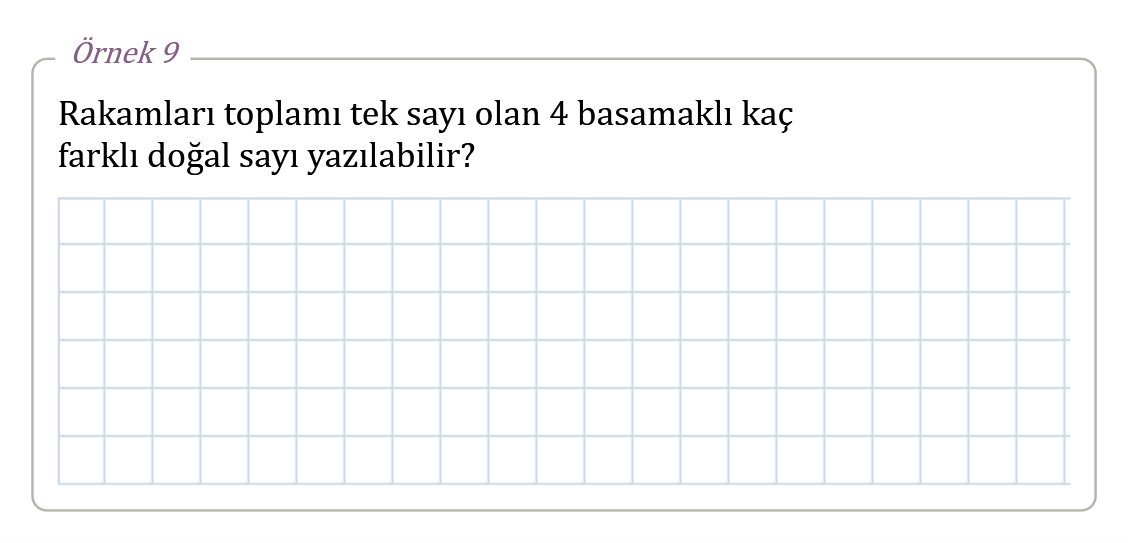 Örnek 9
Rakamları toplamı tek sayı olan 4 basamaklı kaç
farklı doğal sayı yazılabilir?